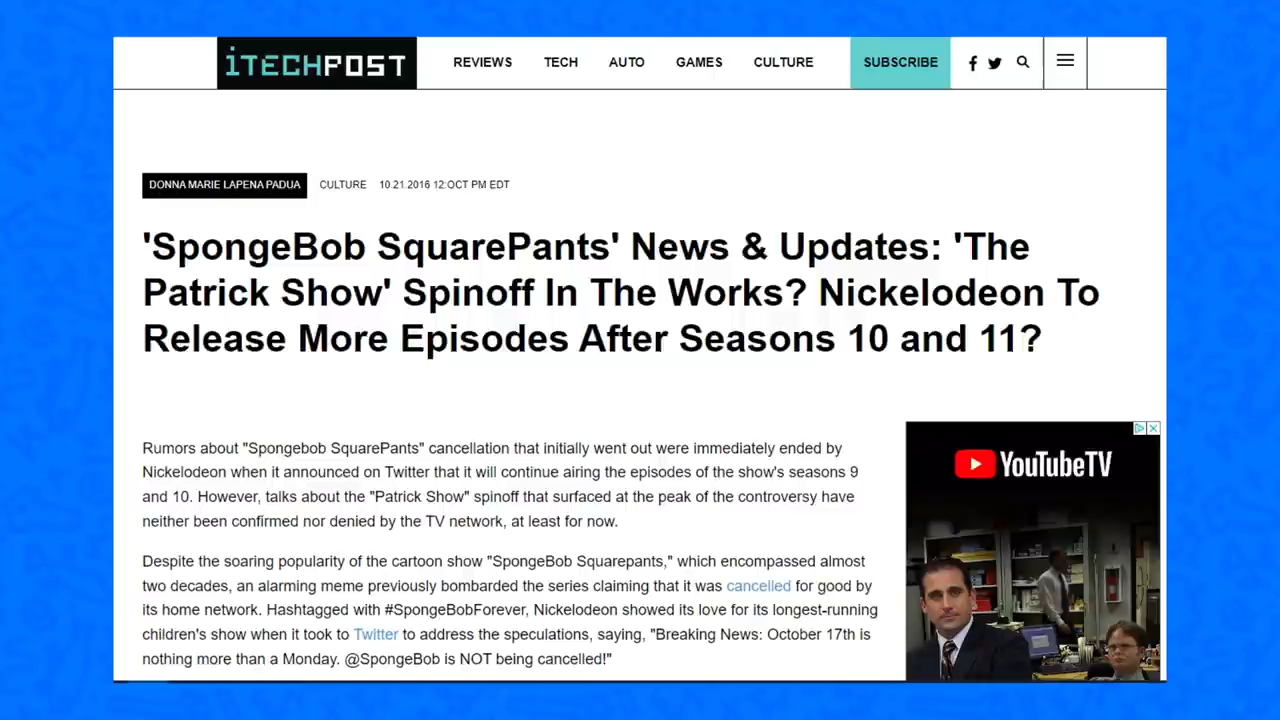 iTECHPOST
REVIEWS TECH AUTO GAMES CULTURE SUBSCRIBE
DONNA MARIE LAPENA PADUA CULTURE 10.21.2016 12:OCT PM EDT
'SpongeBob SquarePants' News & Updates: 'The
Patrick Show' Spinoff In The Works? Nickelodeon To
Release More Episodes After Seasons 10 and 11?
Rumors about "Spongebob SquarePants" cancellation that initially went out were immediately ended by
Nickelodeon when it announced on Twitter that it will continue airing the episodes of the show's seasons 9
and 10. However, talks about the "Patrick Show" spinoff that surfaced at the peak of the controversy have
neither been confirmed nor denied by the TV network, at least for now.
Despite the soaring popularity of the cartoon show "SpongeBob Squarepants," which encompassed almost
two decades, an alarming meme previously bombarded the series claiming that it was cancelled for good by
its home network. Hashtagged with #SpongeBobForever, Nickelodeon showed its love for its longest-running
children's show when it took to Twitter to address the speculations, saying, "Breaking News: October 17th is
nothing more than a Monday. @SpongeBob is NOT being cancelled!"
YouTubeTV